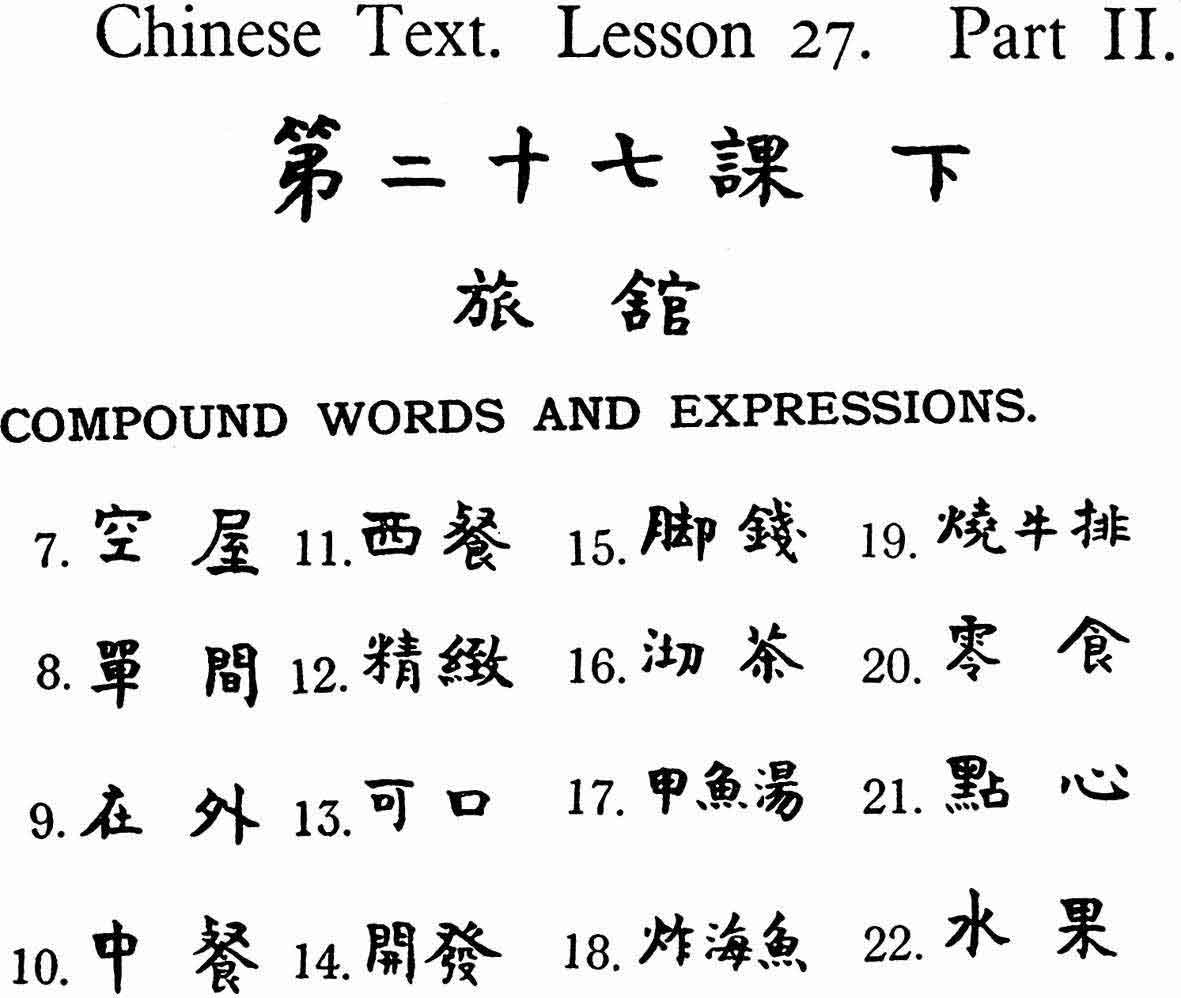 Chinese Text. Lesson 27. Part II.
第二十七課 下
旅舘
COMPOUND WORDS AND EXPRESSIONS.
7. 空屋 11. 西餐 15. 脚錢 19. 燒牛排
8. 單間 12. 精緻 16. 沏茶 20. 零食
9. 在外 13. 可口 17. 甲魚湯 21. 點心
10. 中餐 14. 開發 18. 炸海魚 22. 水果